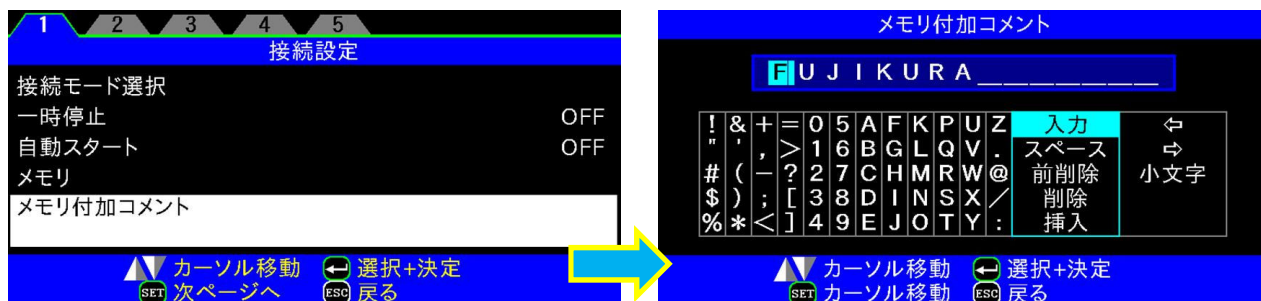 1 2 3 4 5
接続設定
接続モード選択
一時停止 OFF
自動スタート OFF
メモリ
メモリ付加コメント
カーソル移動 選択+決定
SET 次ページへ ESC 戻る
メモリ付加コメント
FUJIKURA________
! & + = 0 5 A F K P U Z 入力 ⇦
" ' , > 1 6 B G L Q V . スペース ⇨
# ( − ? 2 7 C H M R W @ 前削除 小文字
$ ) ; [ 3 8 D I N S X / 削除
% * < ] 4 9 E J O T Y : 挿入
カーソル移動 選択+決定
SET カーソル移動 ESC 戻る